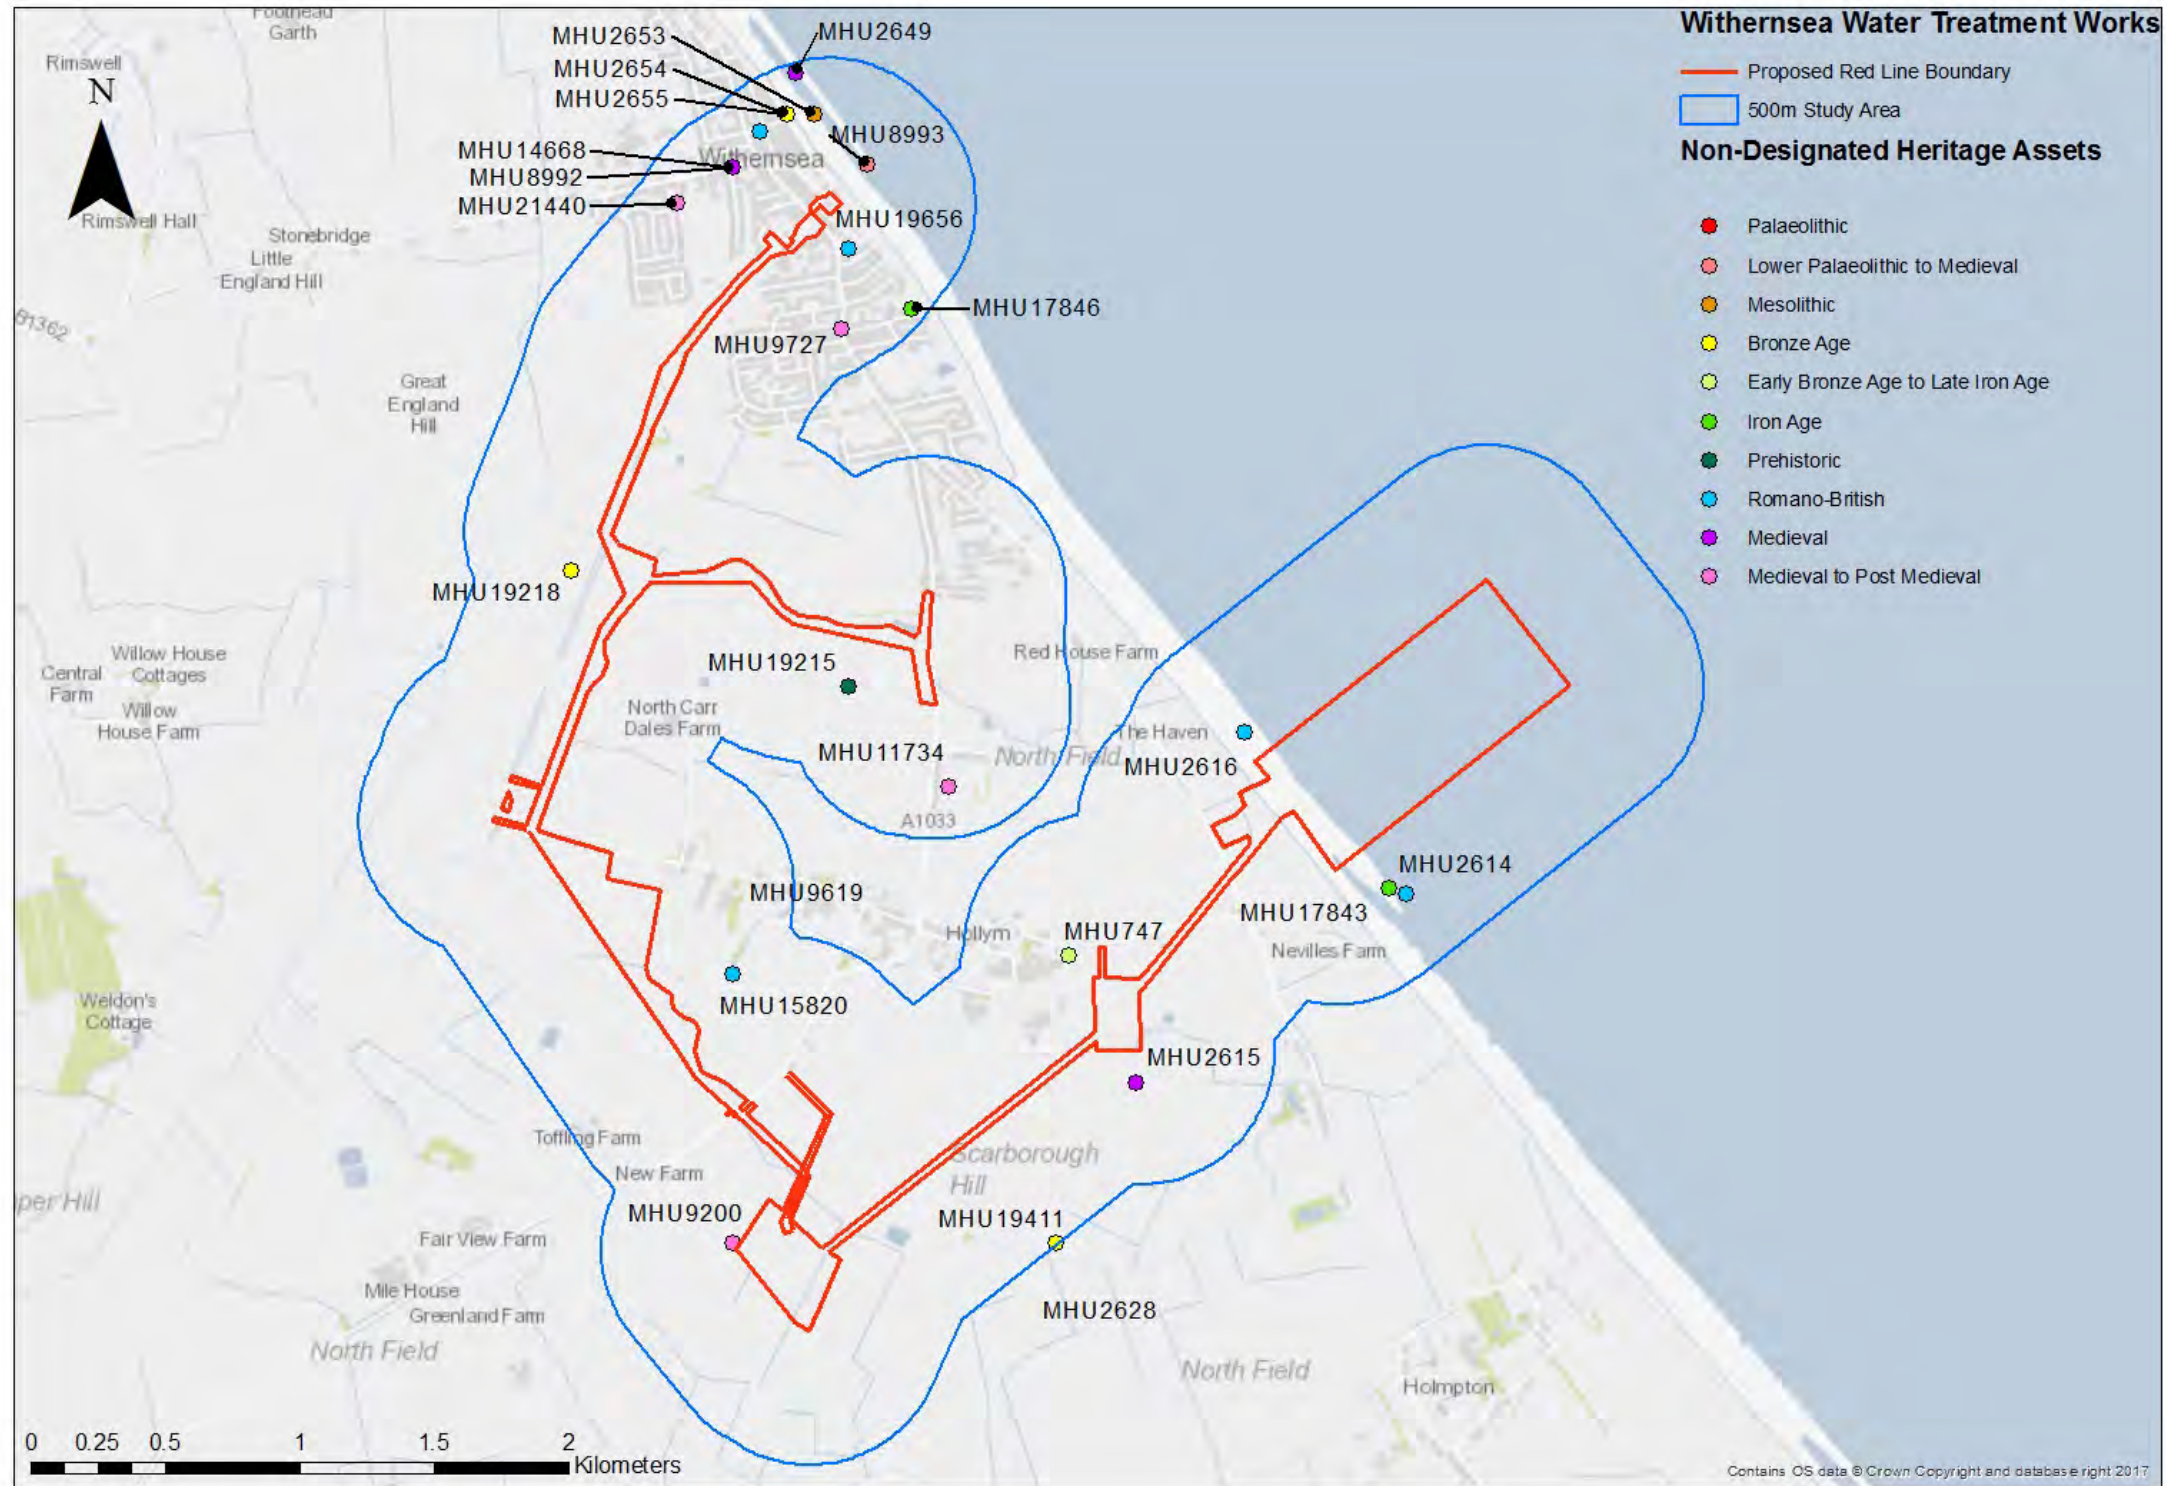 Withernsea Water Treatment Works
Proposed Red Line Boundary
500m Study Area
Non-Designated Heritage Assets
Palaeolithic
Lower Palaeolithic to Medieval
Mesolithic
Bronze Age
Early Bronze Age to Late Iron Age
Iron Age
Prehistoric
Romano-British
Medieval
Medieval to Post Medieval
Garth
Rimswell
N
MHU2653
MHU2649
MHU2654
MHU2655
MHU8993
MHU14668
Withernsea
MHU8992
MHU21440
Rimswell Hall
MHU19656
Stonebridge
Little
England Hill
B1362
MHU17846
MHU9727
Great
England
Hill
MHU19218
Willow House
Cottages
Central
Farm
Willow
House Farm
Red House Farm
MHU19215
North Carr
Dales Farm
The Haven
MHU11734
North Field
MHU2616
A1033
MHU2614
MHU9619
MHU17843
Hollym
MHU747
Nevilles Farm
Weldon's
Cottage
MHU15820
MHU2615
Toffling Farm
Scarborough
Hill
New Farm
per Hill
MHU9200
MHU19411
Fair View Farm
Mile House
Greenland Farm
MHU2628
North Field
North Field
Holmpton
0 0.25 0.5 1 1.5 2
Kilometers
Contains OS data © Crown Copyright and database right 2017